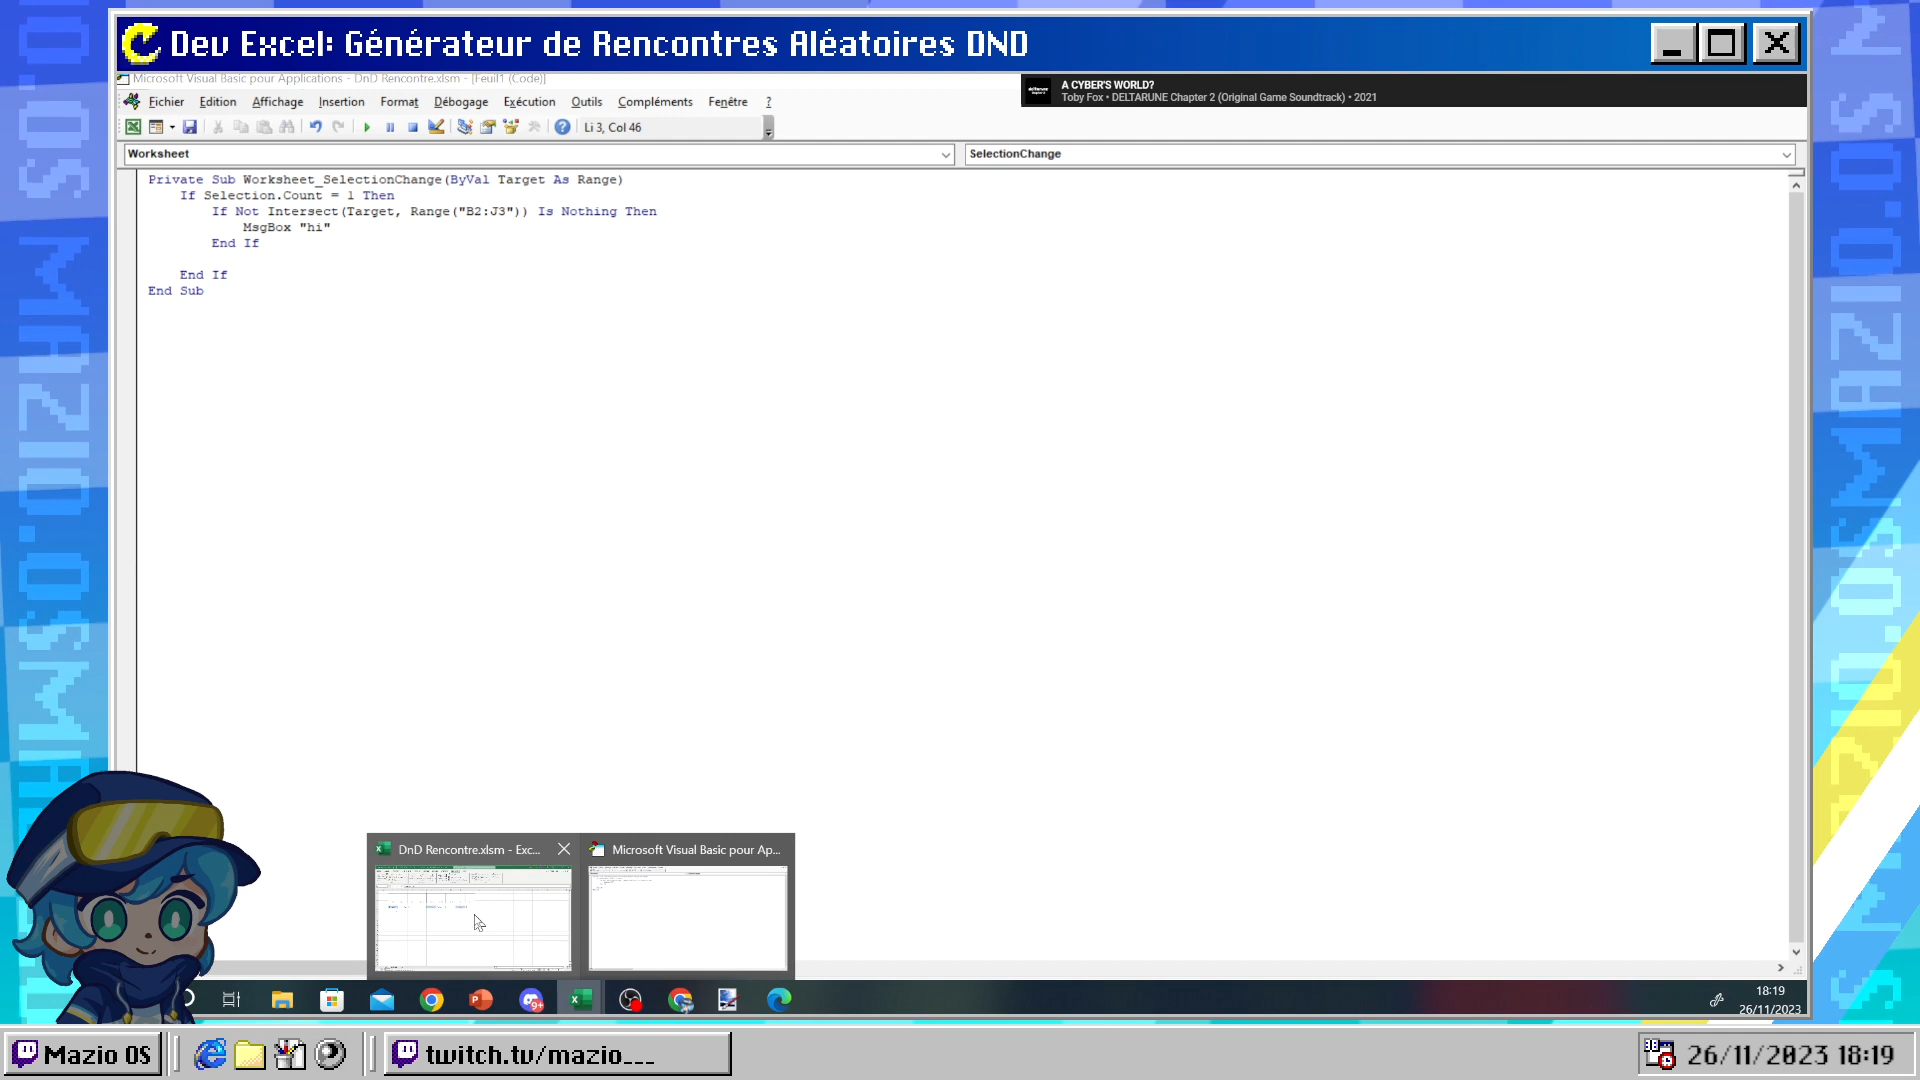 Dev Excel: Générateur de Rencontres Aléatoires DND
Microsoft Visual Basic pour Applications - DnD Rencontre.xlsm - [Feuil1 (Code)]
A CYBER'S WORLD?
Toby Fox • DELTARUNE Chapter 2 (Original Game Soundtrack) • 2021
Fichier Edition Affichage Insertion Format Débogage Exécution Outils Compléments Fenêtre ?
Li 3, Col 46
Worksheet
SelectionChange
Private Sub Worksheet_SelectionChange(ByVal Target As Range)
If Selection.Count = 1 Then
If Not Intersect(Target, Range("B2:J3")) Is Nothing Then
MsgBox "hi"
End If
End If
End Sub
DnD Rencontre.xlsm - Exc...
Microsoft Visual Basic pour Ap...
9+
18:19
26/11/2023
Mazio OS
twitch.tv/mazio___
26/11/2023 18:19